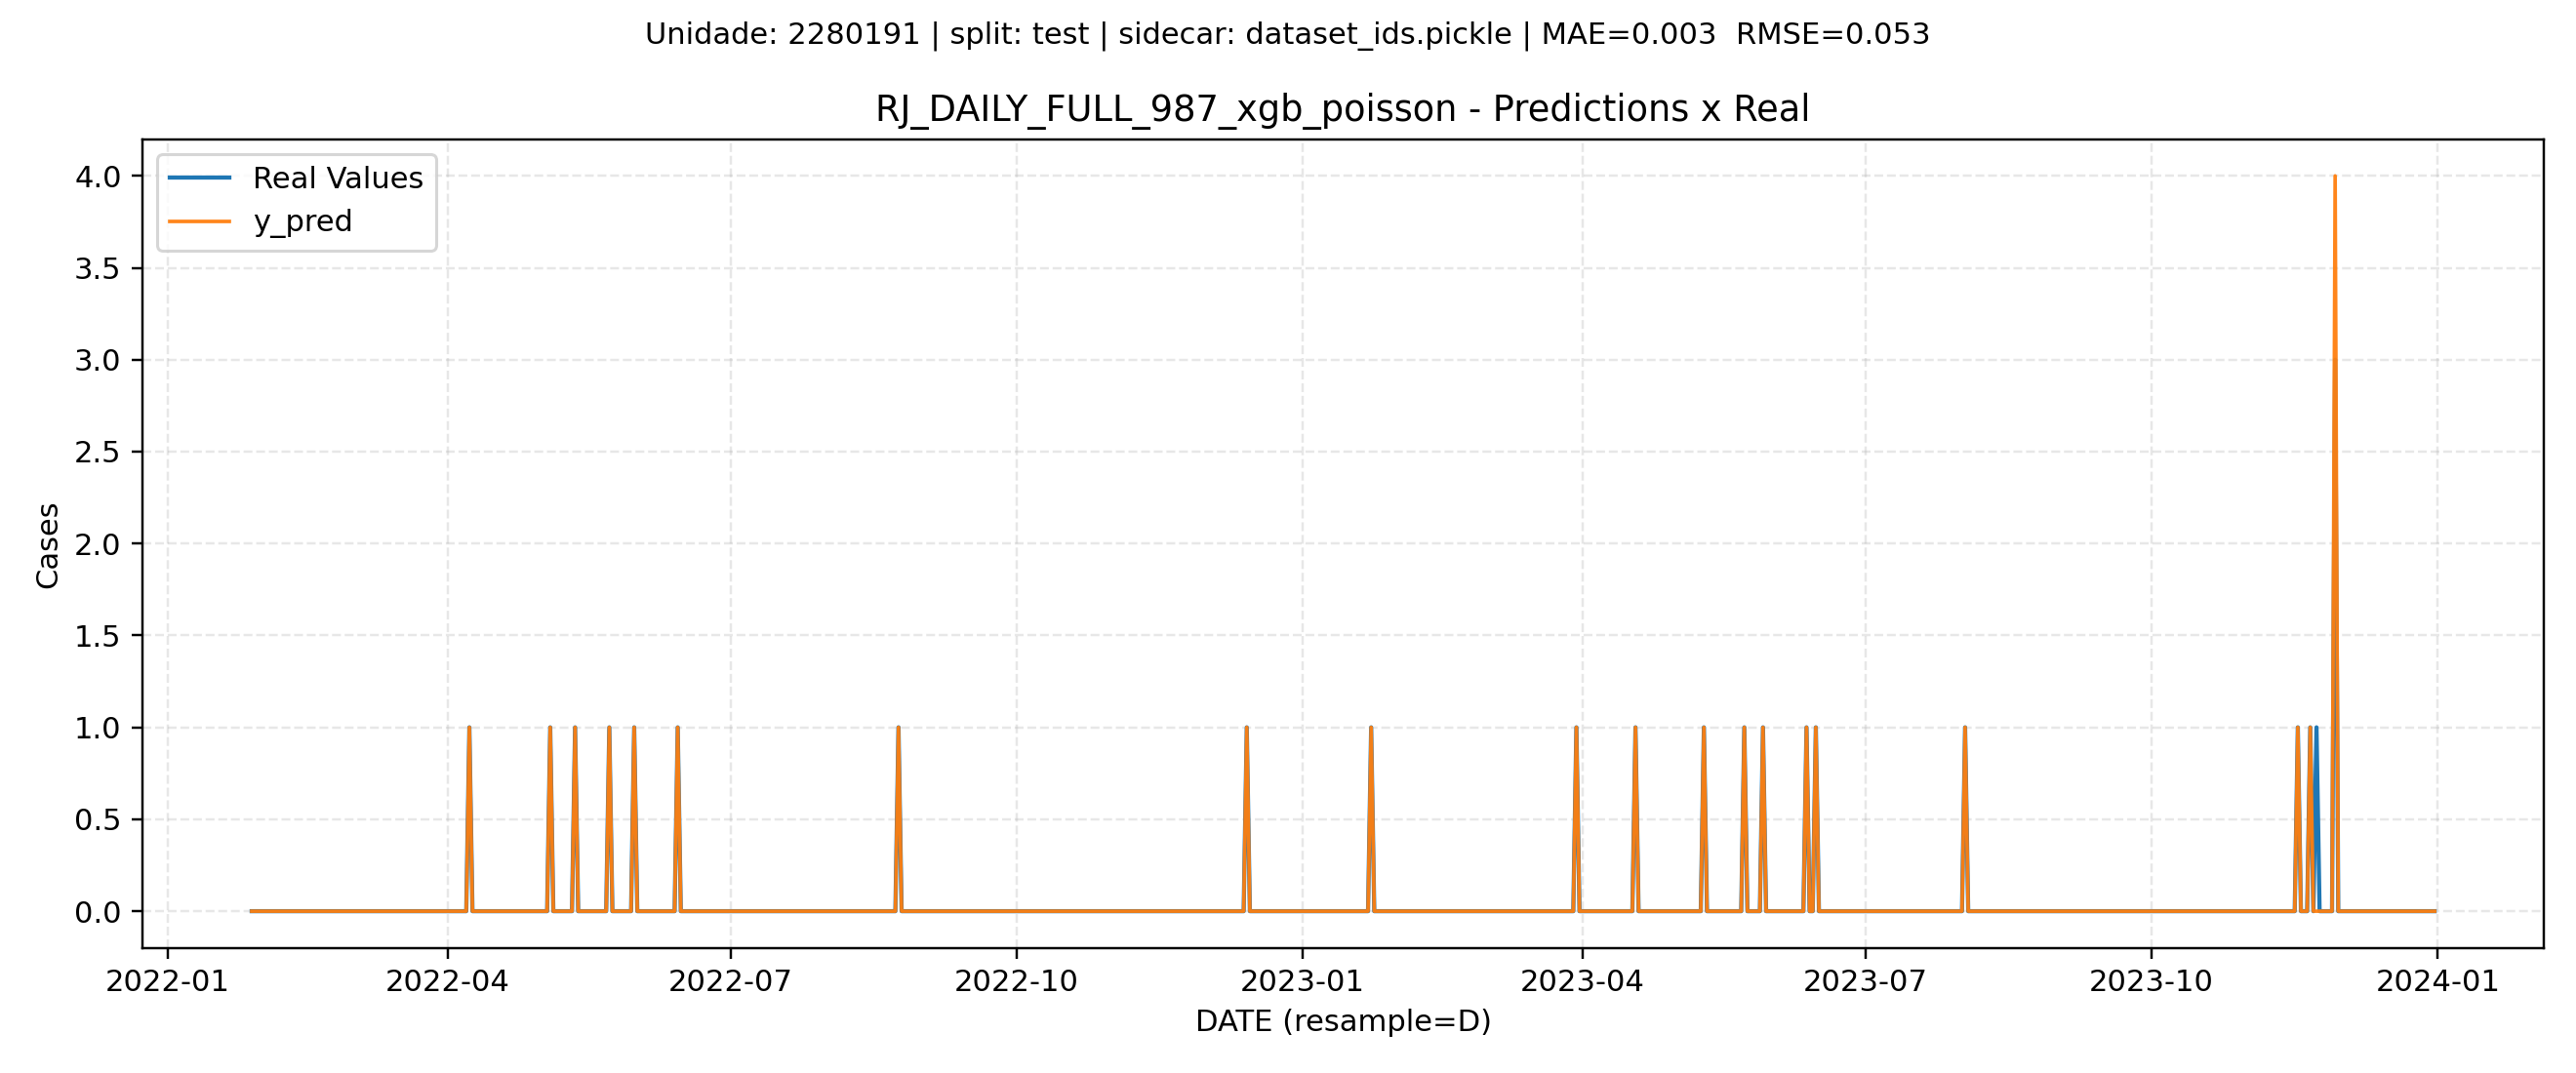 Unidade: 2280191 | split: test | sidecar: dataset_ids.pickle | MAE=0.003  RMSE=0.053
RJ_DAILY_FULL_987_xgb_poisson - Predictions x Real
Real Values
y_pred
4.0
3.5
3.0
2.5
2.0
1.5
1.0
0.5
0.0
Cases
2022-01 2022-04 2022-07 2022-10 2023-01 2023-04 2023-07 2023-10 2024-01
DATE (resample=D)